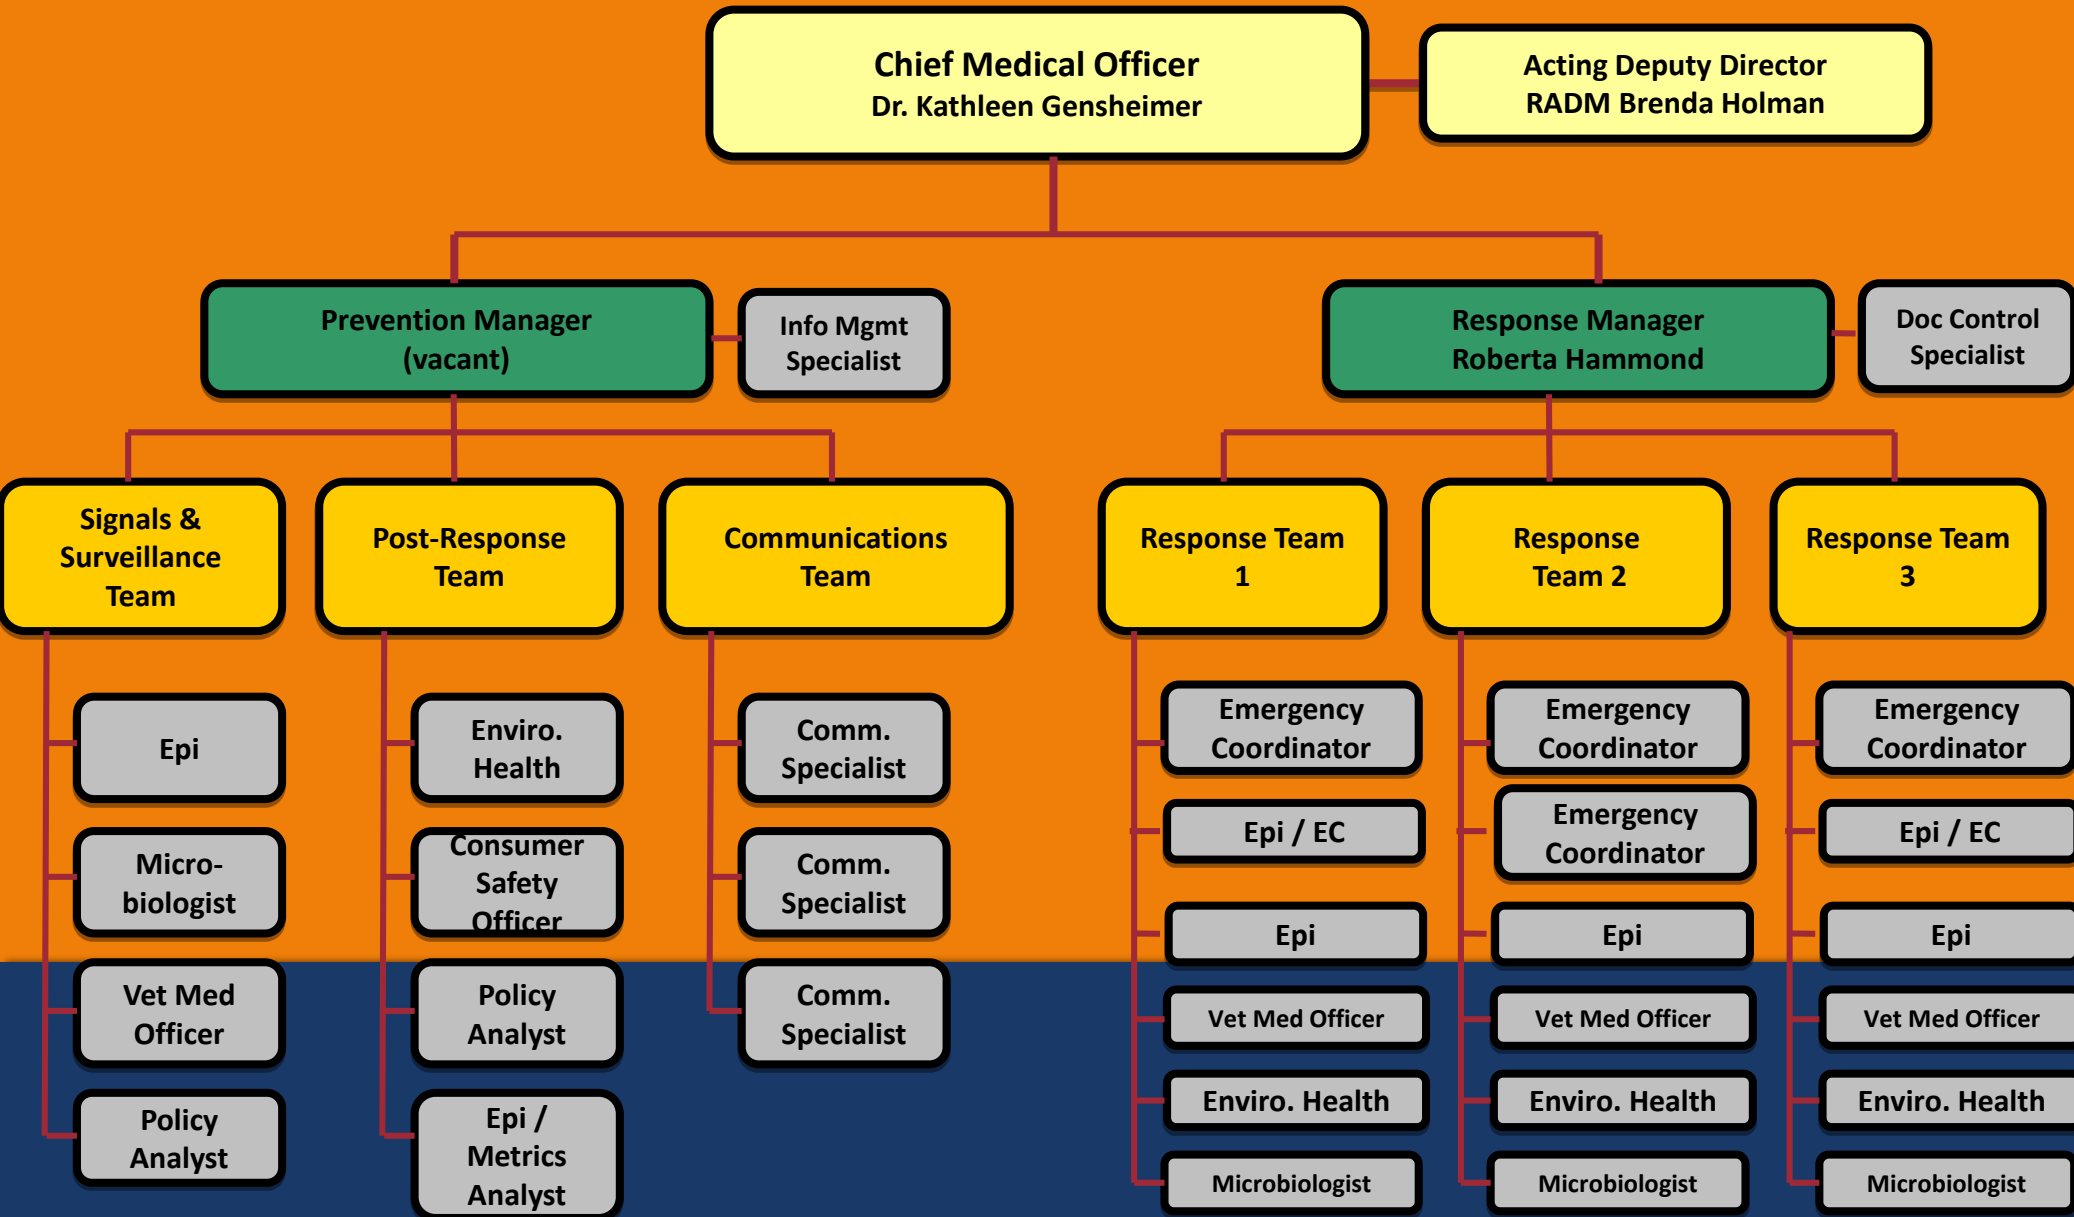 Chief Medical Officer
Dr. Kathleen Gensheimer
Acting Deputy Director
RADM Brenda Holman
Prevention Manager
(vacant)
Info Mgmt
Specialist
Response Manager
Roberta Hammond
Doc Control
Specialist
Signals &
Surveillance
Team
Post-Response
Team
Communications
Team
Response Team
1
Response
Team 2
Response Team
3
Epi
Micro-
biologist
Vet Med
Officer
Policy
Analyst
Enviro.
Health
Consumer
Safety
Officer
Policy
Analyst
Epi /
Metrics
Analyst
Comm.
Specialist
Comm.
Specialist
Comm.
Specialist
Emergency
Coordinator
Epi / EC
Epi
Vet Med Officer
Enviro. Health
Microbiologist
Emergency
Coordinator
Emergency
Coordinator
Epi
Vet Med Officer
Enviro. Health
Microbiologist
Emergency
Coordinator
Epi / EC
Epi
Vet Med Officer
Enviro. Health
Microbiologist